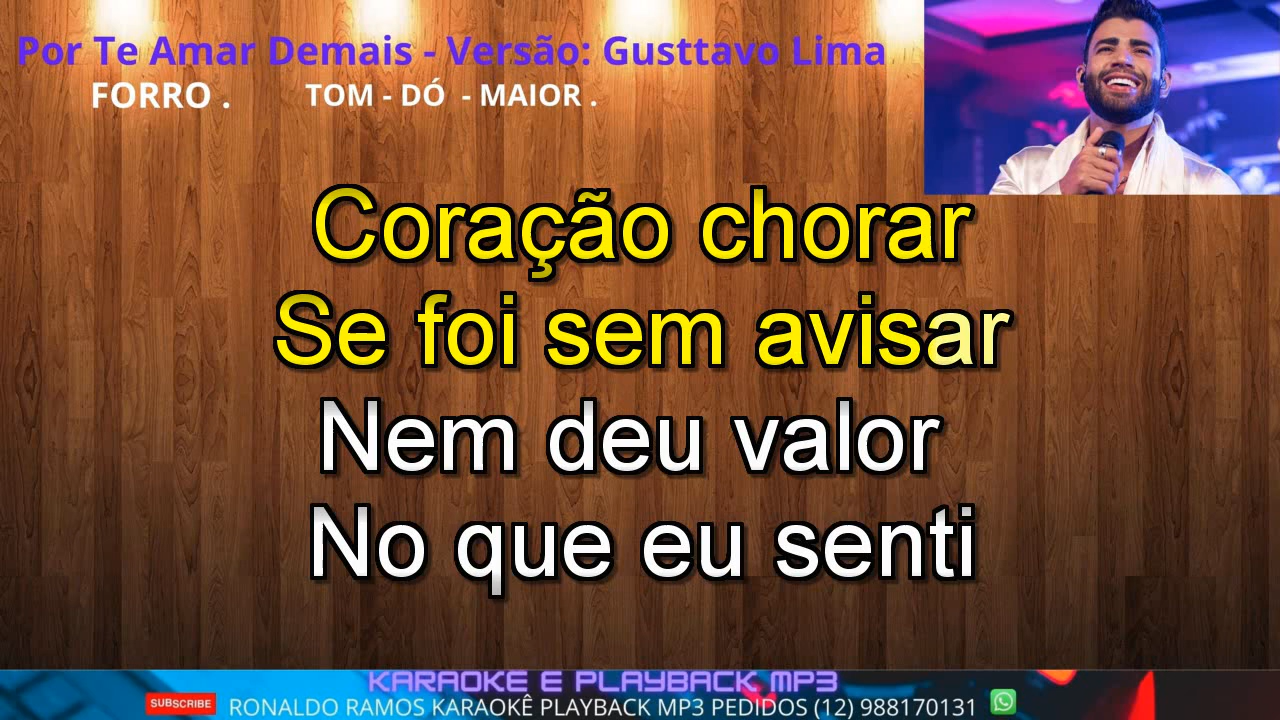 Por Te Amar Demais - Versão: Gusttavo Lima
FORRO . TOM - DÓ - MAIOR .
Coração chorar
Se foi sem avisar
Nem deu valor
No que eu senti
KARAOKE E PLAYBACK MP3
SUBSCRIBE RONALDO RAMOS KARAOKÊ PLAYBACK MP3 PEDIDOS (12) 988170131